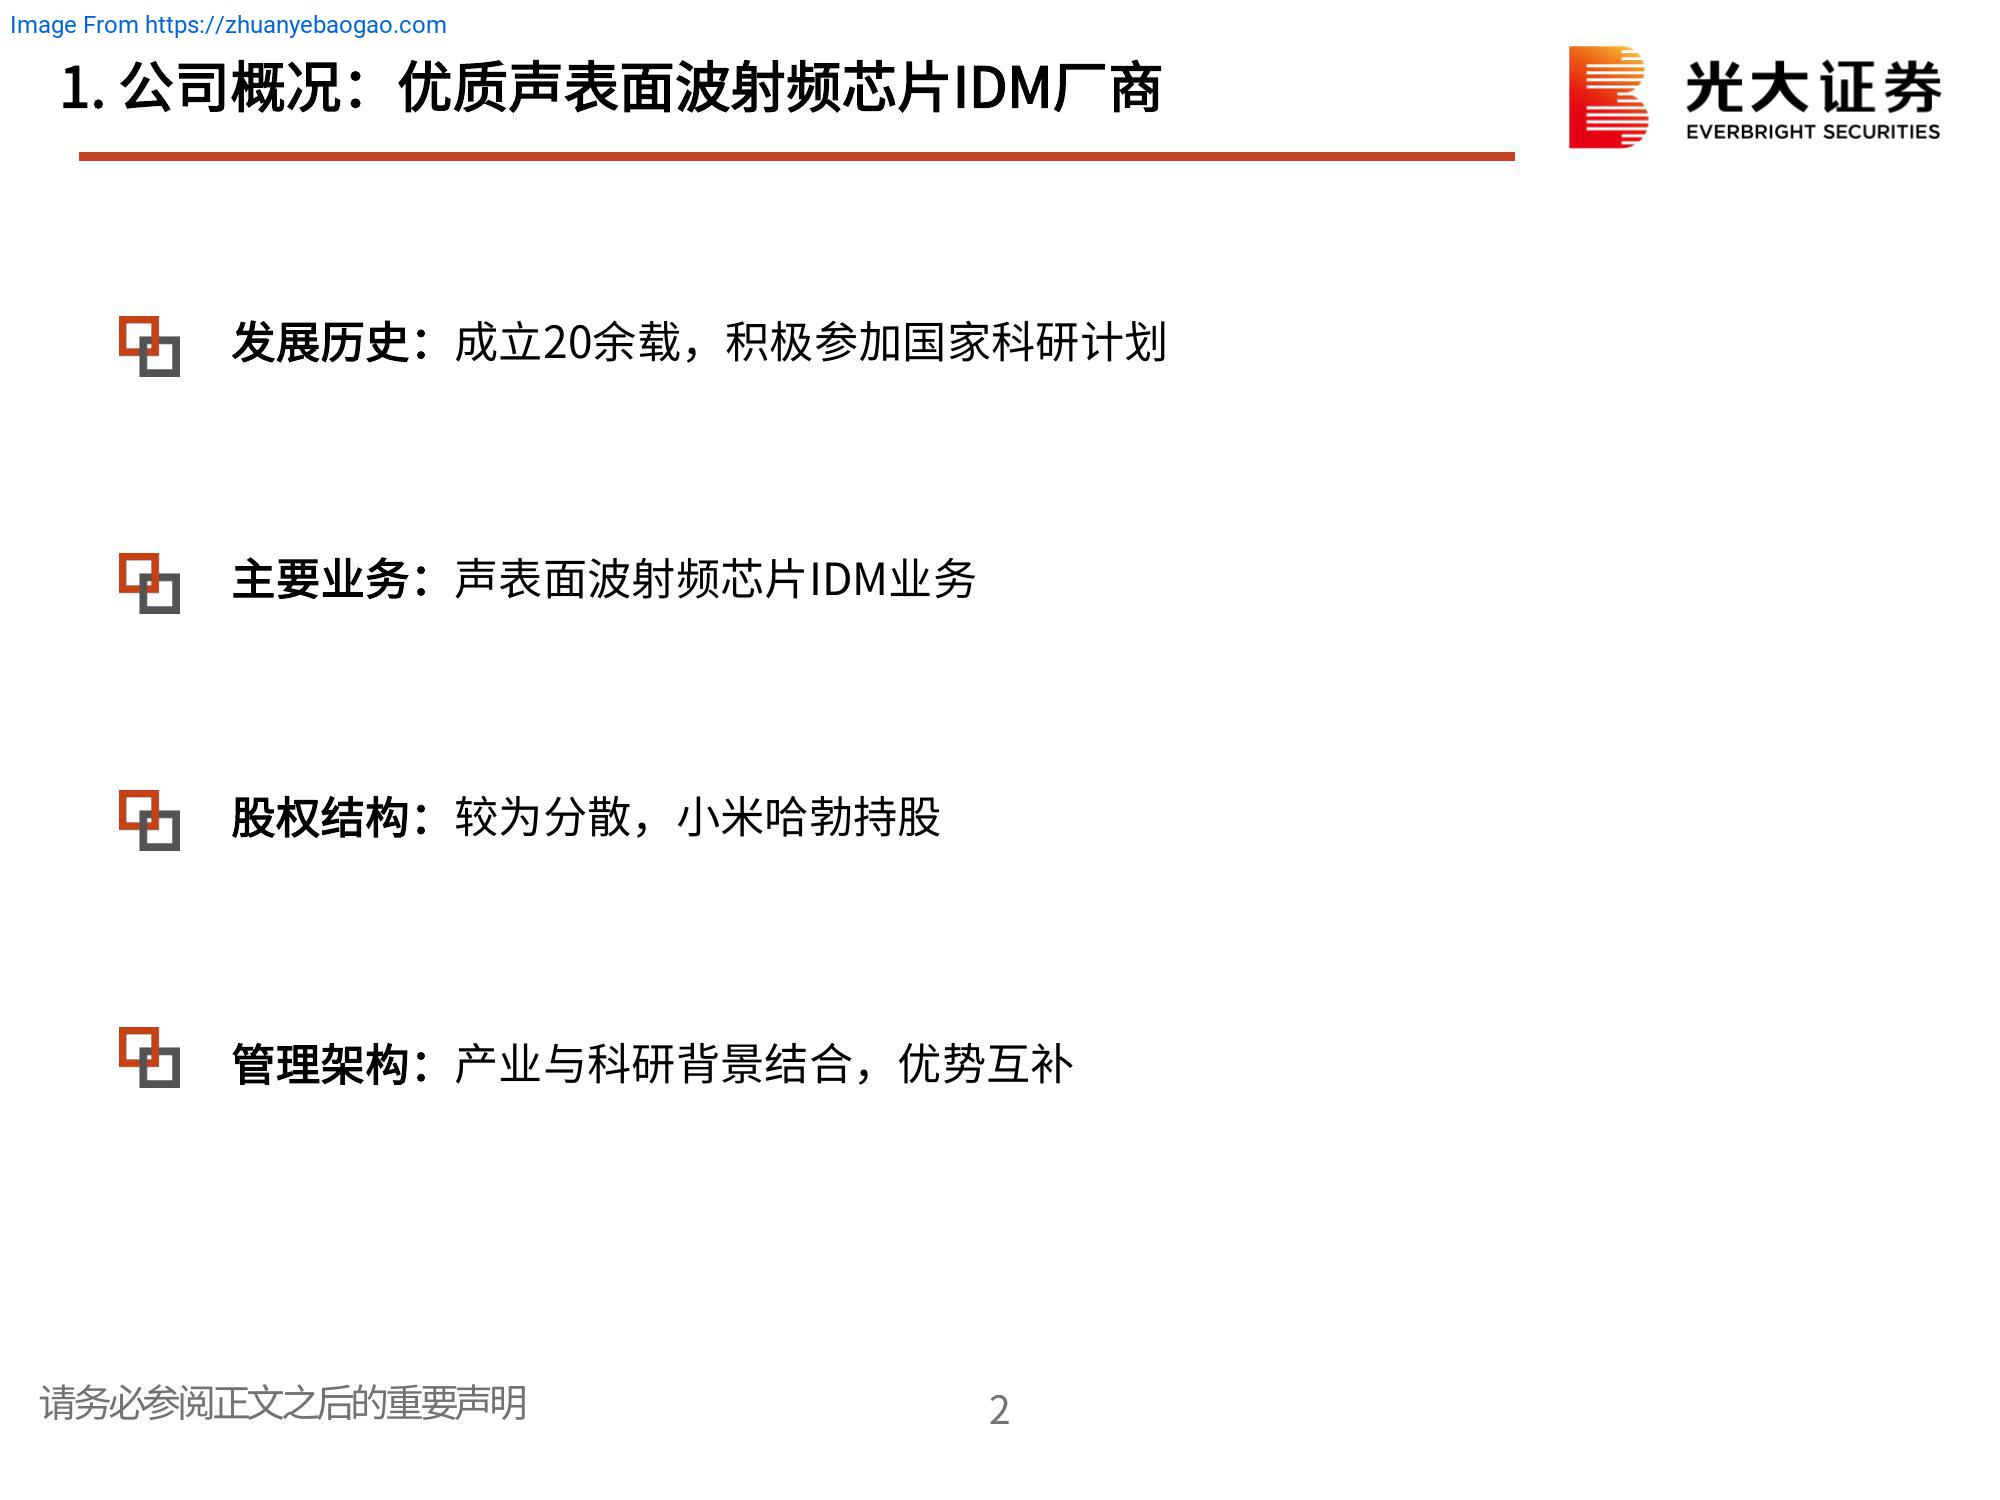 Image From https://zhuanyebaogao.com
1. 公司概况：优质声表面波射频芯片IDM厂商
光大证券
EVERBRIGHT SECURITIES
发展历史：成立20余载，积极参加国家科研计划
主要业务：声表面波射频芯片IDM业务
股权结构：较为分散，小米哈勃持股
管理架构：产业与科研背景结合，优势互补
请务必参阅正文之后的重要声明
2